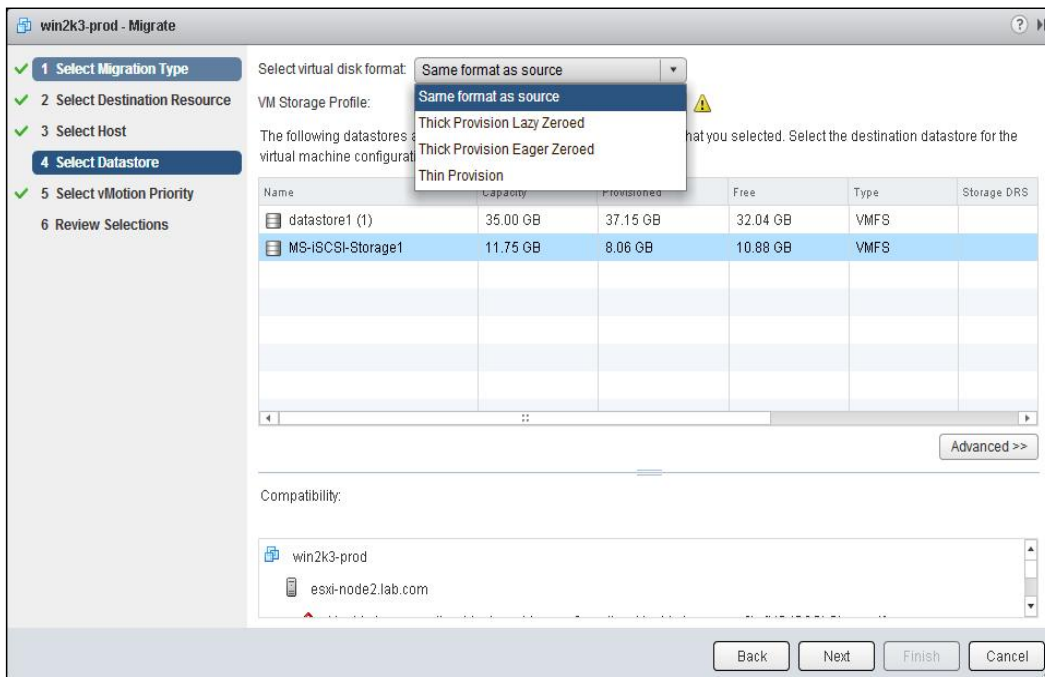 win2k3-prod - Migrate
?
1 Select Migration Type
2 Select Destination Resource
3 Select Host
4 Select Datastore
5 Select vMotion Priority
6 Review Selections
Select virtual disk format: Same format as source
Same format as source
Thick Provision Lazy Zeroed
Thick Provision Eager Zeroed
Thin Provision
VM Storage Profile:
The following datastores hat you selected. Select the destination datastore for the
virtual machine
Name Capacity Provisioned Free Type Storage DRS
datastore1 (1) 35.00 GB 37.15 GB 32.04 GB VMFS
MS-iSCSI-Storage1 11.75 GB 8.06 GB 10.88 GB VMFS
Advanced >>
Compatibility:
win2k3-prod
esxi-node2.lab.com
Back Next Finish Cancel